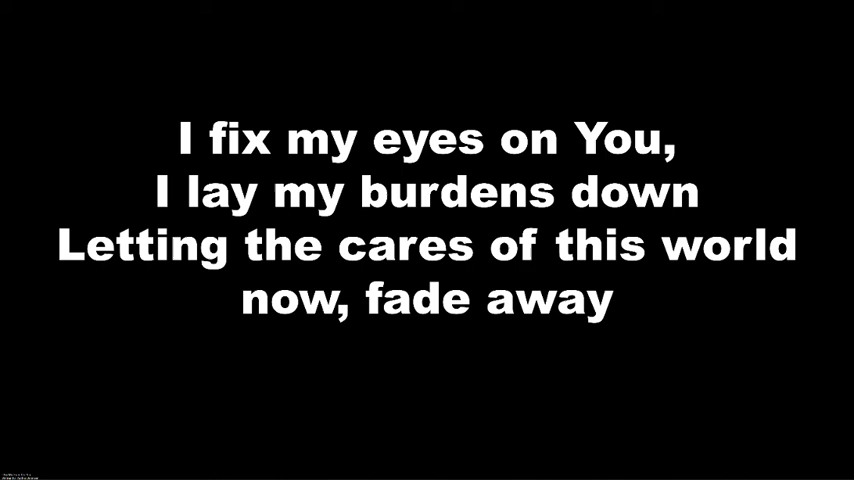 I fix my eyes on You,
I lay my burdens down
Letting the cares of this world
now, fade away